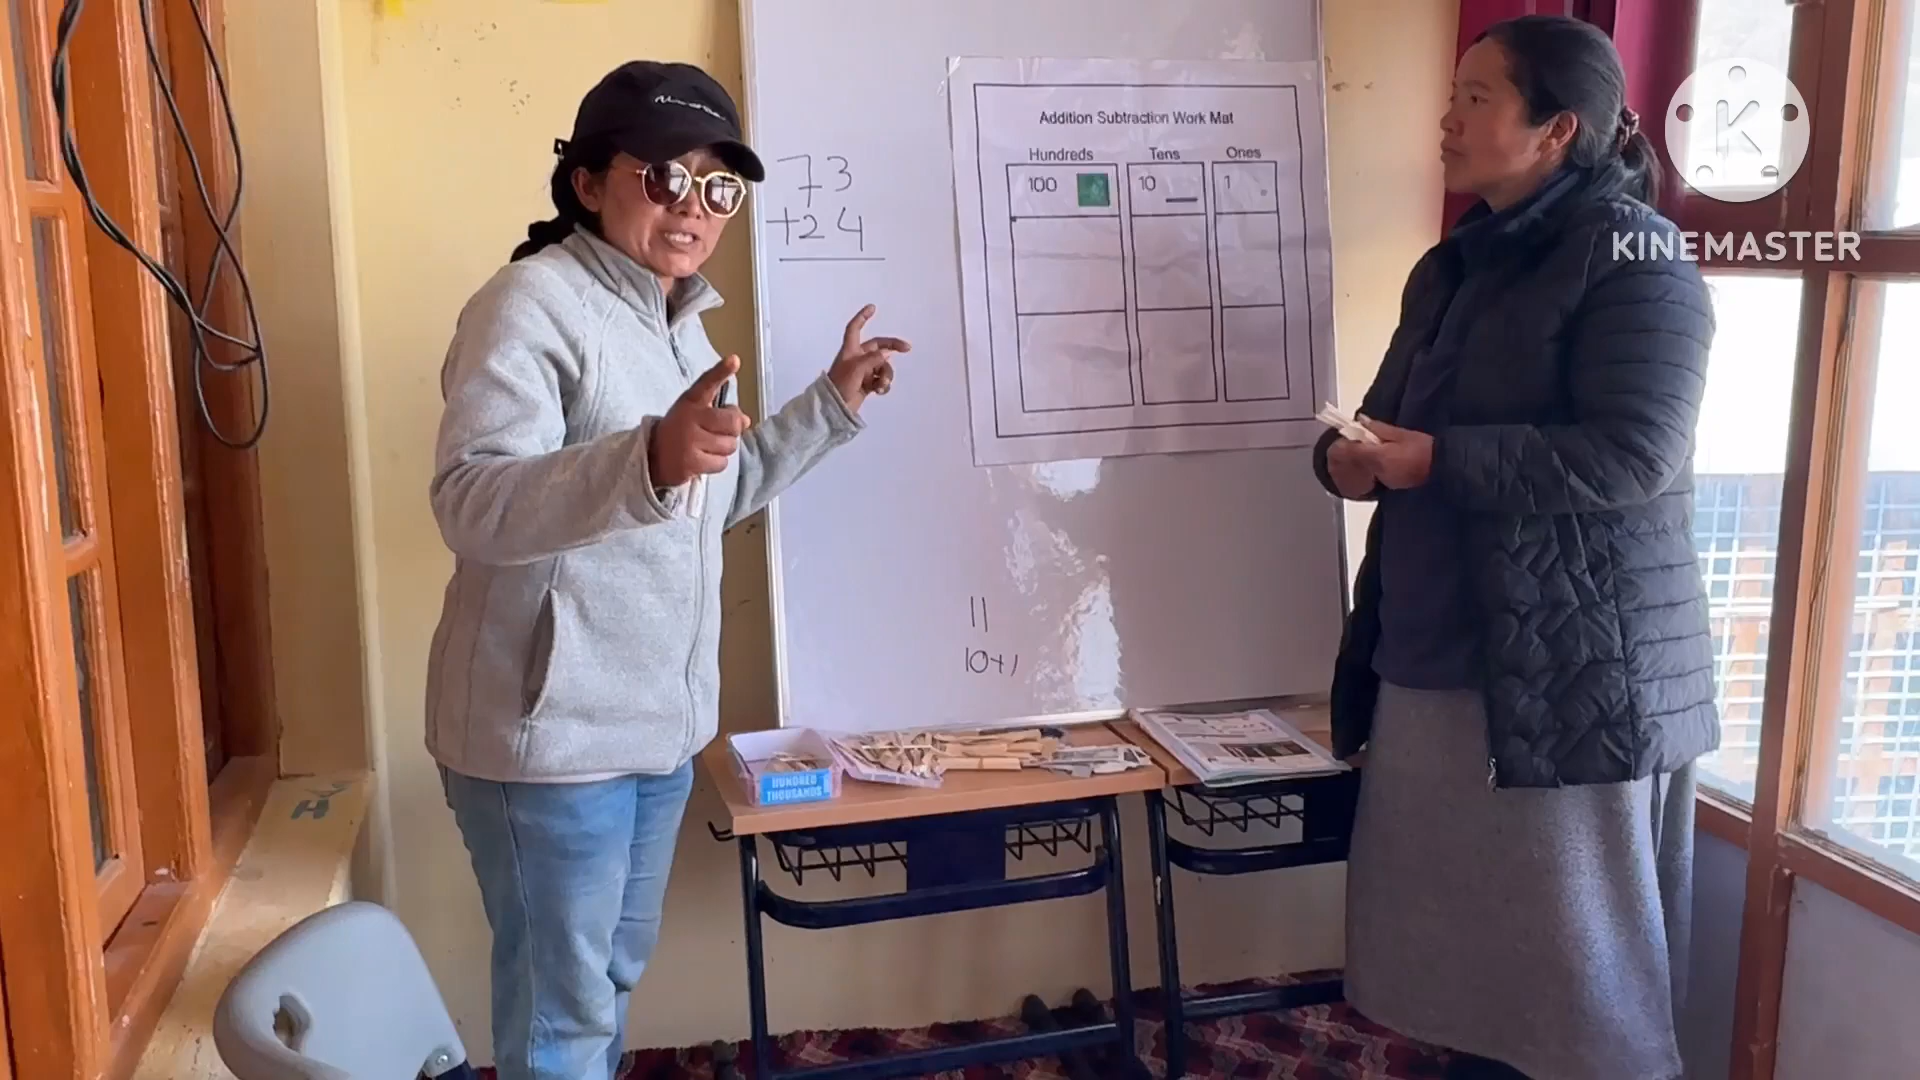 73
+24
Addition Subtraction Work Mat
Hundreds Tens Ones
100 10 1
11
10+1
HUNDRED
THOUSANDS
K
KINEMASTER